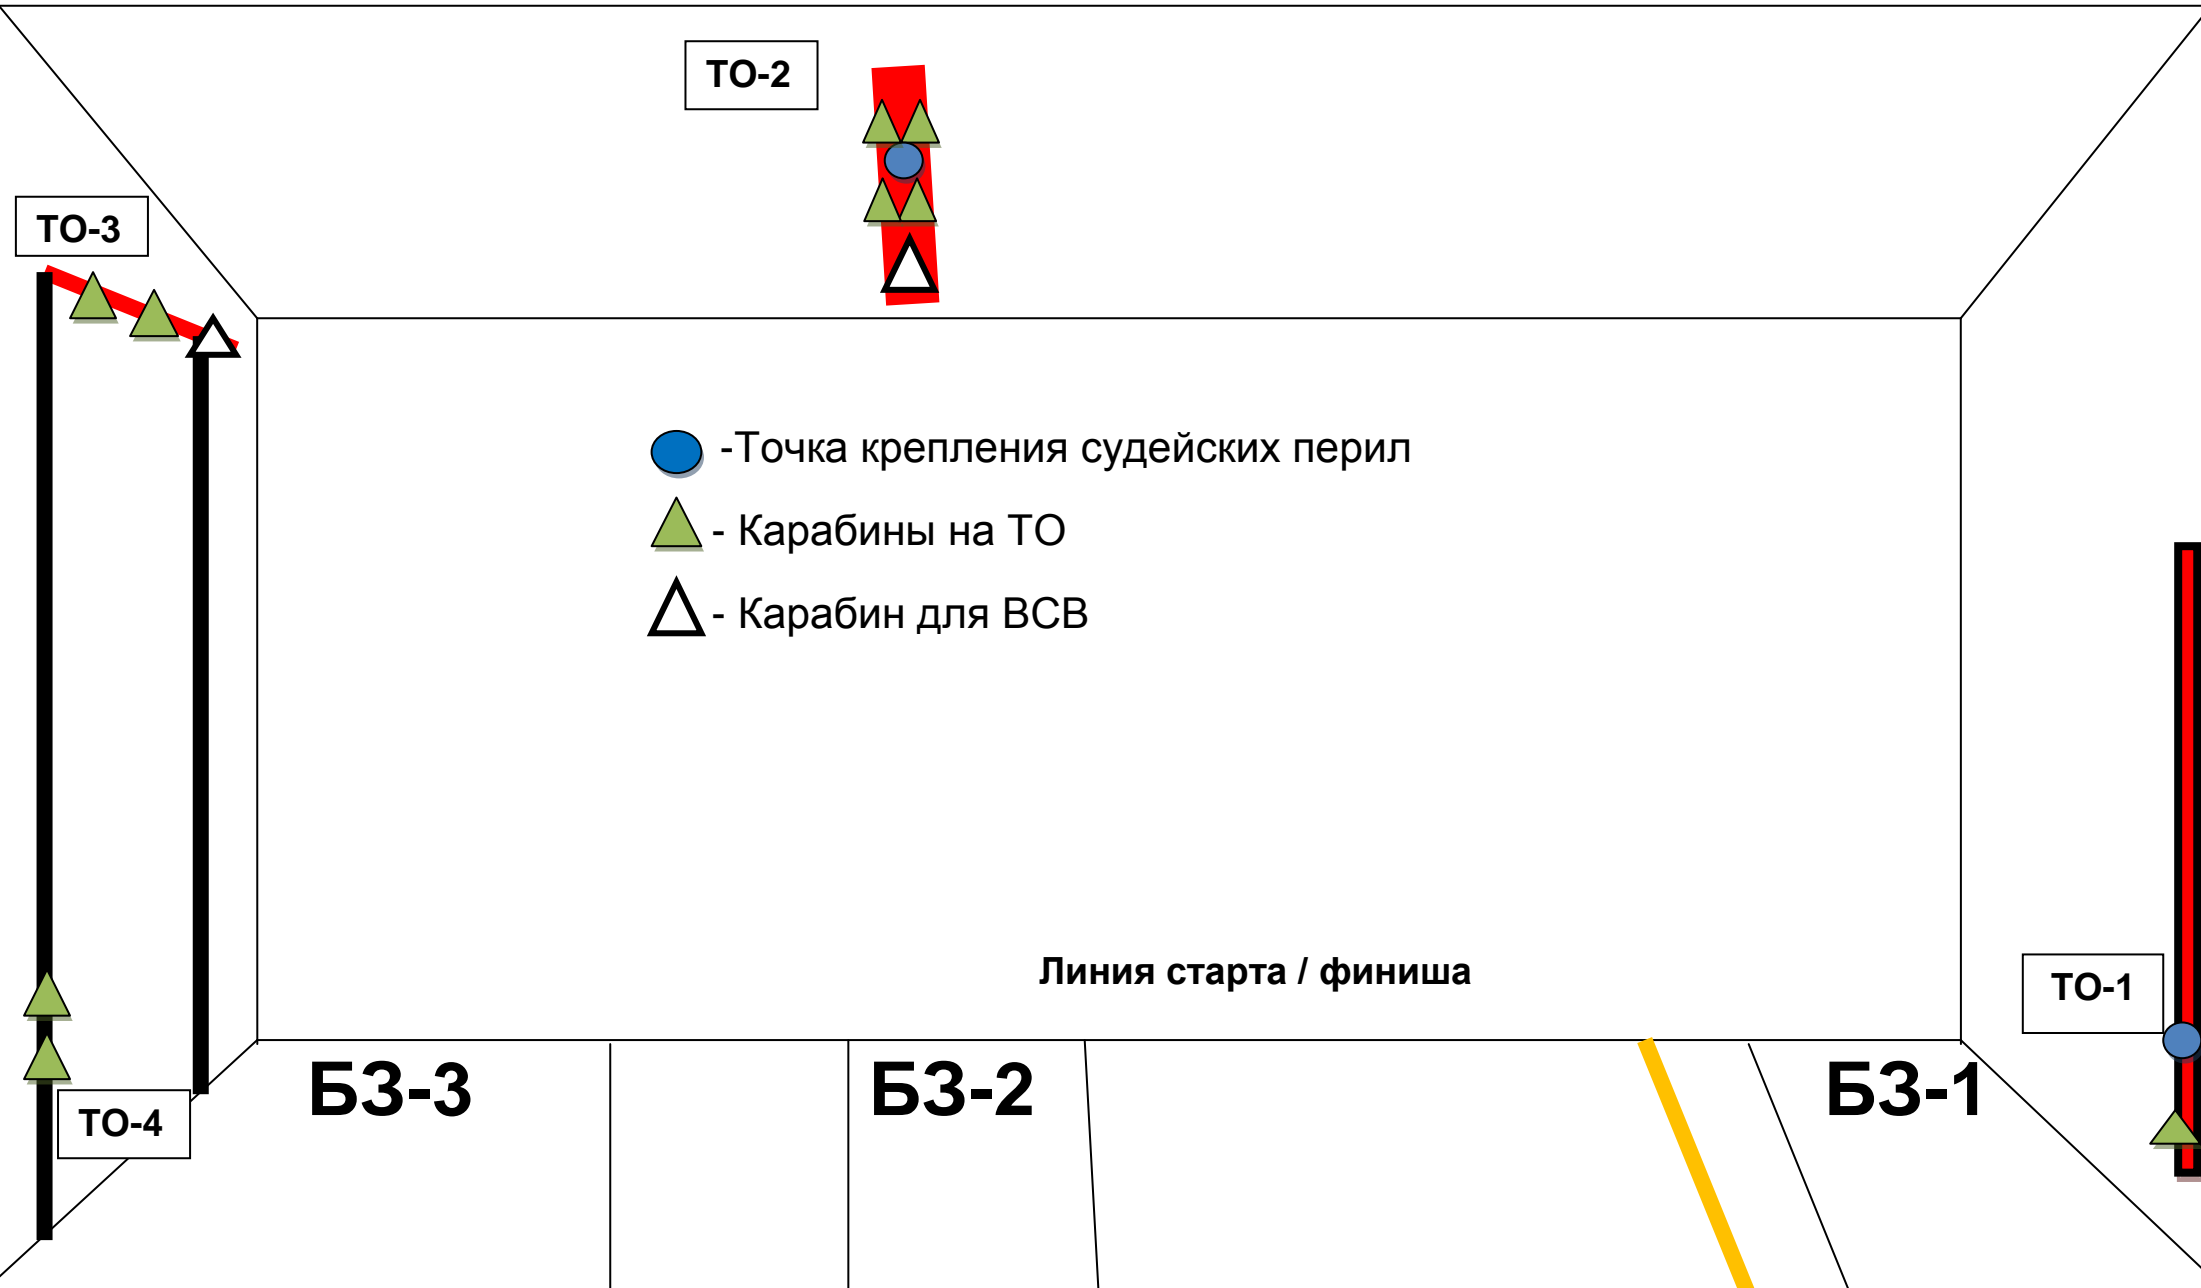 ТО-2
ТО-3
-Точка крепления судейских перил
- Карабины на ТО
- Карабин для ВСВ
Линия старта / финиша
ТО-1
БЗ-3
БЗ-2
БЗ-1
ТО-4